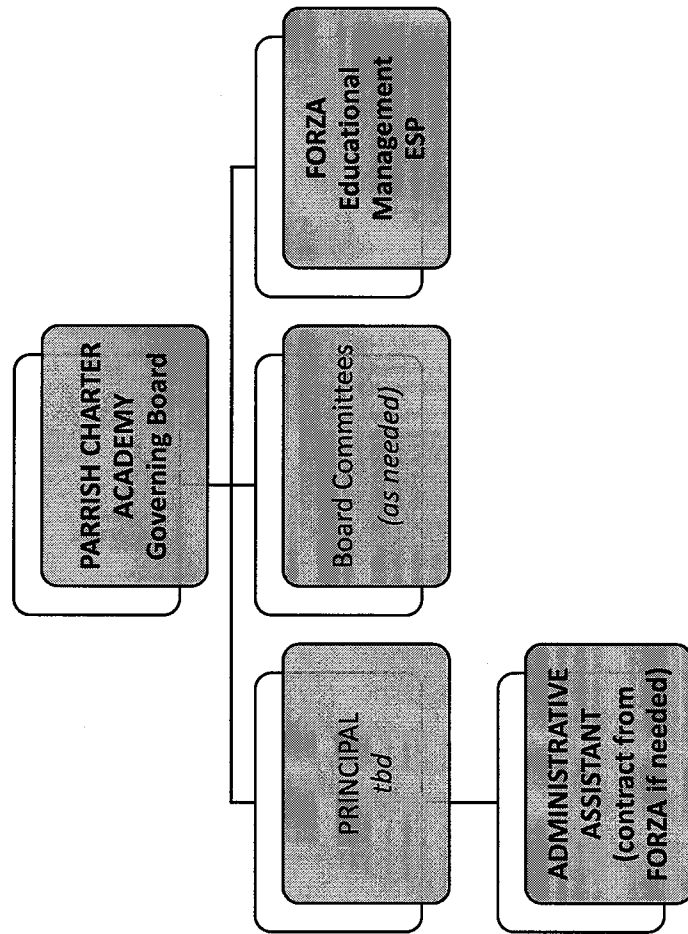 PARRISH CHARTER
ACADEMY
Governing Board
PRINCIPAL
tbd
Board Committees
(as needed)
FORZA
Educational
Management
ESP
ADMINISTRATIVE
ASSISTANT
(contract from
FORZA if needed)